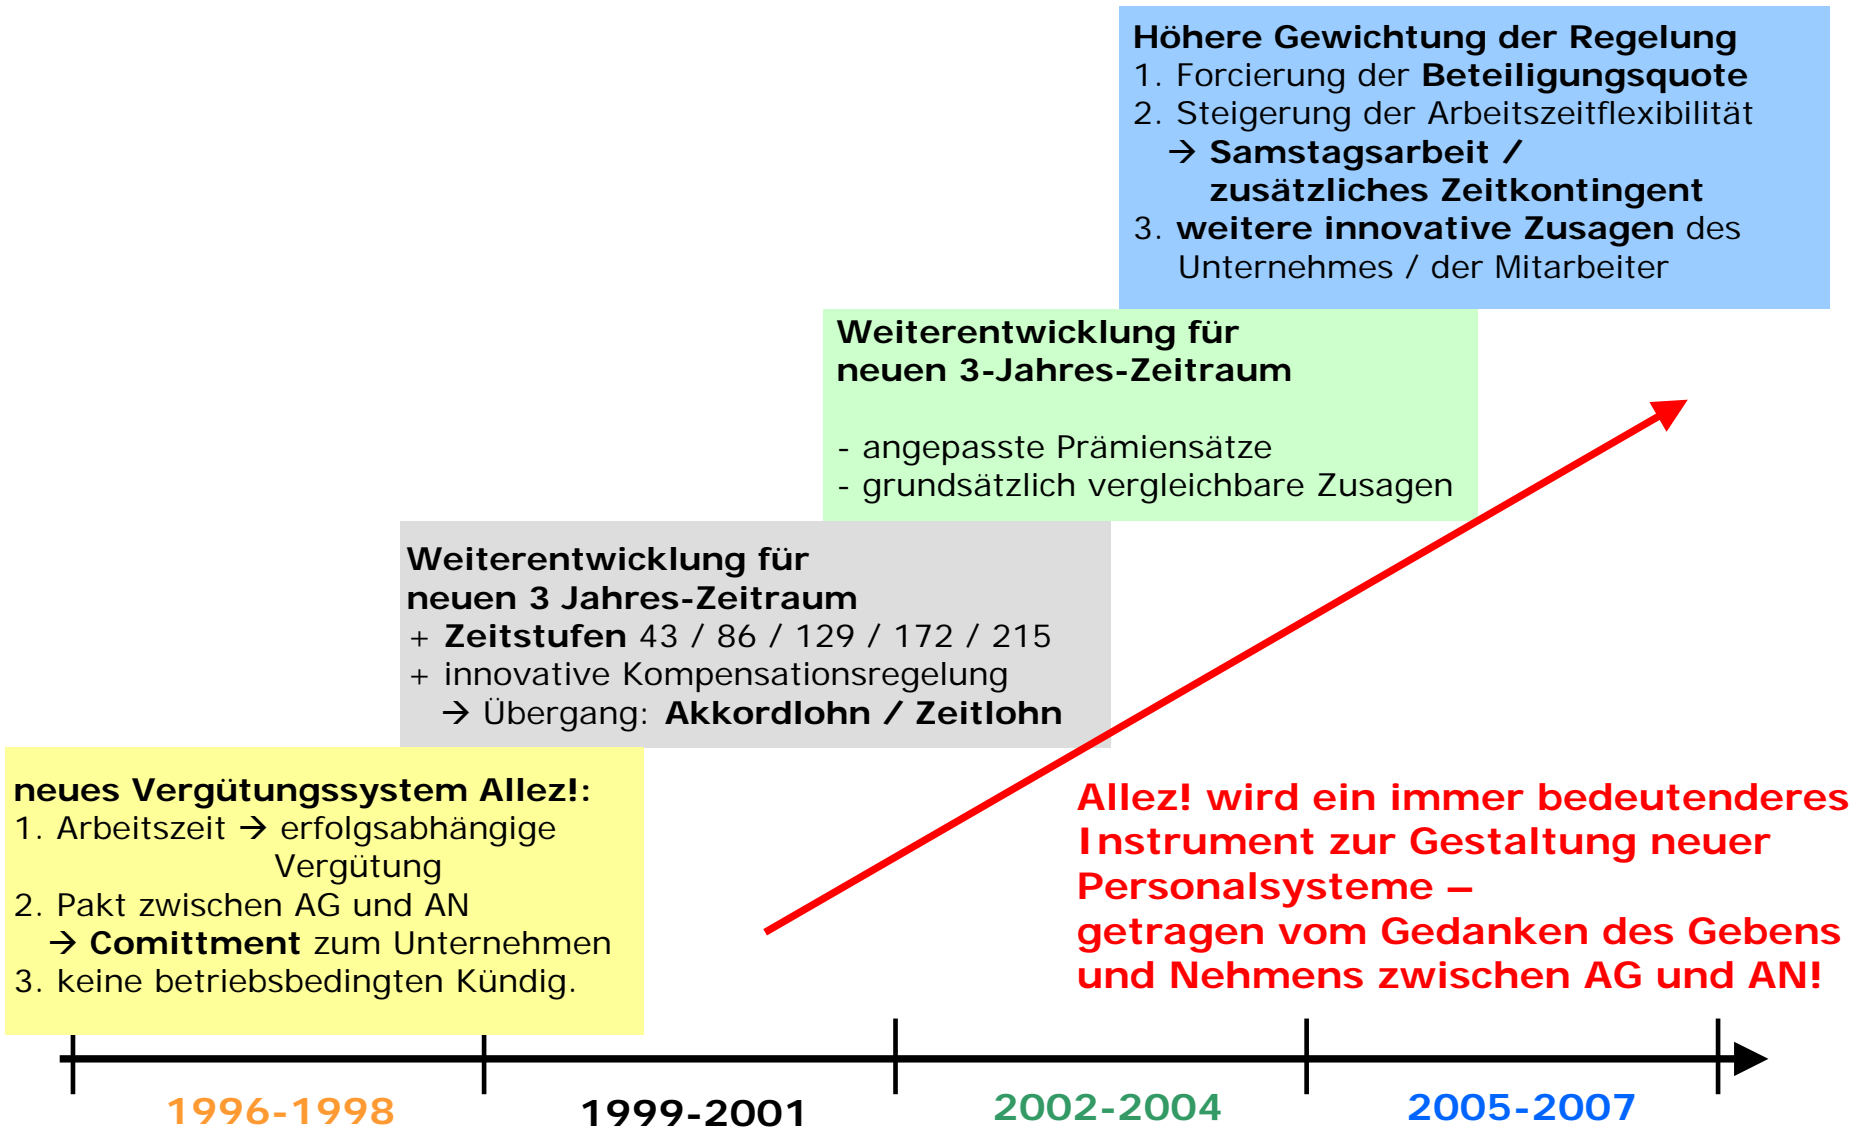 Höhere Gewichtung der Regelung
1. Forcierung der Beteiligungsquote
2. Steigerung der Arbeitszeitflexibilität
→ Samstagsarbeit /
zusätzliches Zeitkontingent
3. weitere innovative Zusagen des
Unternehmes / der Mitarbeiter
Weiterentwicklung für
neuen 3-Jahres-Zeitraum
- angepasste Prämiensätze
- grundsätzlich vergleichbare Zusagen
Weiterentwicklung für
neuen 3 Jahres-Zeitraum
+ Zeitstufen 43 / 86 / 129 / 172 / 215
+ innovative Kompensationsregelung
→ Übergang: Akkordlohn / Zeitlohn
neues Vergütungssystem Allez!:
1. Arbeitszeit → erfolgsabhängige
Vergütung
2. Pakt zwischen AG und AN
→ Comittment zum Unternehmen
3. keine betriebsbedingten Kündig.
Allez! wird ein immer bedeutenderes
Instrument zur Gestaltung neuer
Personalsysteme –
getragen vom Gedanken des Gebens
und Nehmens zwischen AG und AN!
1996-1998
1999-2001
2002-2004
2005-2007